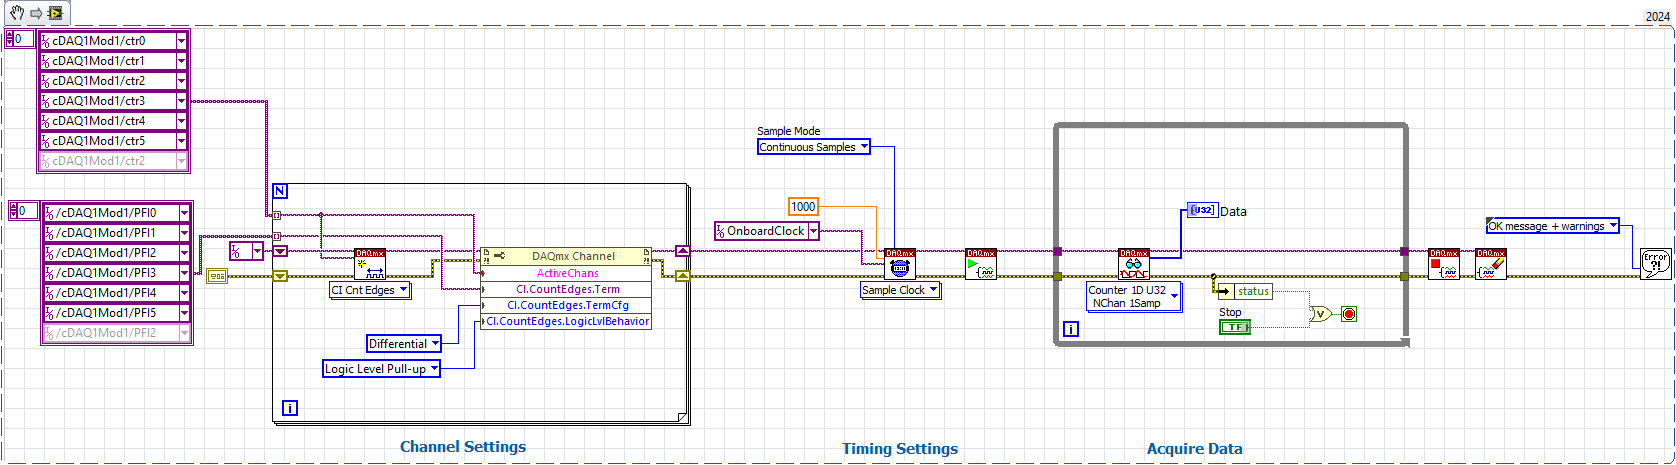 2024
0
cDAQ1Mod1/ctr0
cDAQ1Mod1/ctr1
cDAQ1Mod1/ctr2
cDAQ1Mod1/ctr3
cDAQ1Mod1/ctr4
cDAQ1Mod1/ctr5
cDAQ1Mod1/ctr2
0
/cDAQ1Mod1/PFI0
/cDAQ1Mod1/PFI1
/cDAQ1Mod1/PFI2
/cDAQ1Mod1/PFI3
/cDAQ1Mod1/PFI4
/cDAQ1Mod1/PFI5
/cDAQ1Mod1/PFI2
N
DAQmx
CI Cnt Edges
DAQmx Channel
ActiveChans
CI.CountEdges.Term
CI.CountEdges.TermCfg
CI.CountEdges.LogicLvlBehavior
Differential
Logic Level Pull-up
i
Channel Settings
Sample Mode
Continuous Samples
1000
OnboardClock
DAQmx
Sample Clock
DAQmx
Timing Settings
DAQmx
Counter 1D U32
NChan 1Samp
U32
Data
status
Stop
TF
V
i
Acquire Data
DAQmx
DAQmx
OK message + warnings
Error
?!